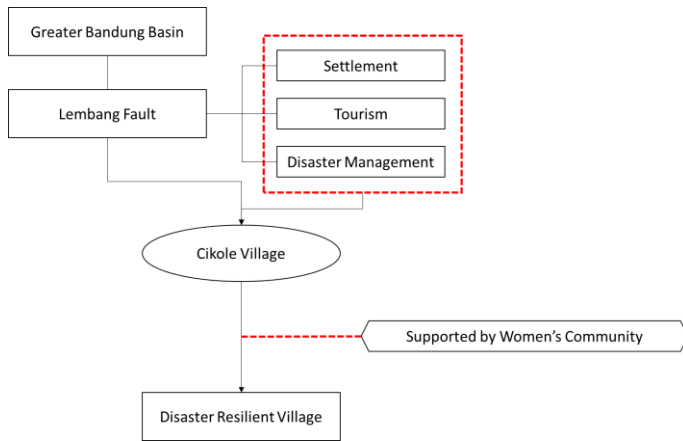 Greater Bandung Basin
Settlement
Lembang Fault
Tourism
Disaster Management
Cikole Village
Supported by Women's Community
Disaster Resilient Village